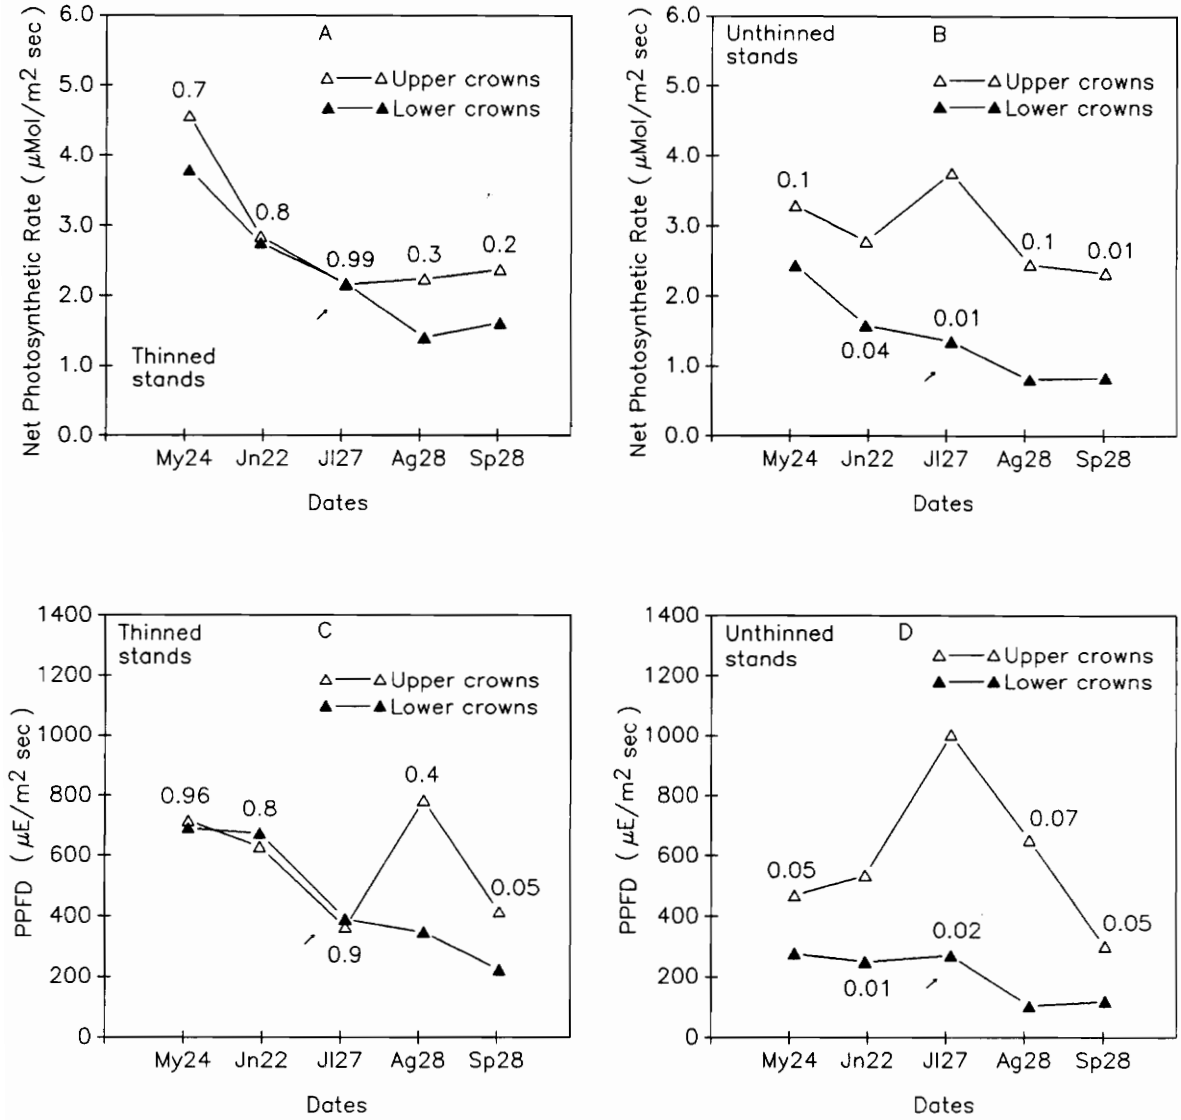 A
Net Photosynthetic Rate ( μMol/m2 sec )
6.0
5.0
4.0
3.0
2.0
1.0
0.0
Upper crowns
Lower crowns
0.7
0.8
0.99
0.3
0.2
Thinned
stands
My24 Jn22 Jl27 Ag28 Sp28
Dates
Unthinned
stands
B
Net Photosynthetic Rate ( μMol/m2 sec )
6.0
5.0
4.0
3.0
2.0
1.0
0.0
Upper crowns
Lower crowns
0.1
0.04
0.01
0.1
0.01
My24 Jn22 Jl27 Ag28 Sp28
Dates
Thinned
stands
C
PPFD ( μE/m2 sec )
1400
1200
1000
800
600
400
200
0
Upper crowns
Lower crowns
0.96
0.8
0.9
0.4
0.05
My24 Jn22 Jl27 Ag28 Sp28
Dates
Unthinned
stands
D
PPFD ( μE/m2 sec )
1400
1200
1000
800
600
400
200
0
Upper crowns
Lower crowns
0.05
0.01
0.02
0.07
0.05
My24 Jn22 Jl27 Ag28 Sp28
Dates